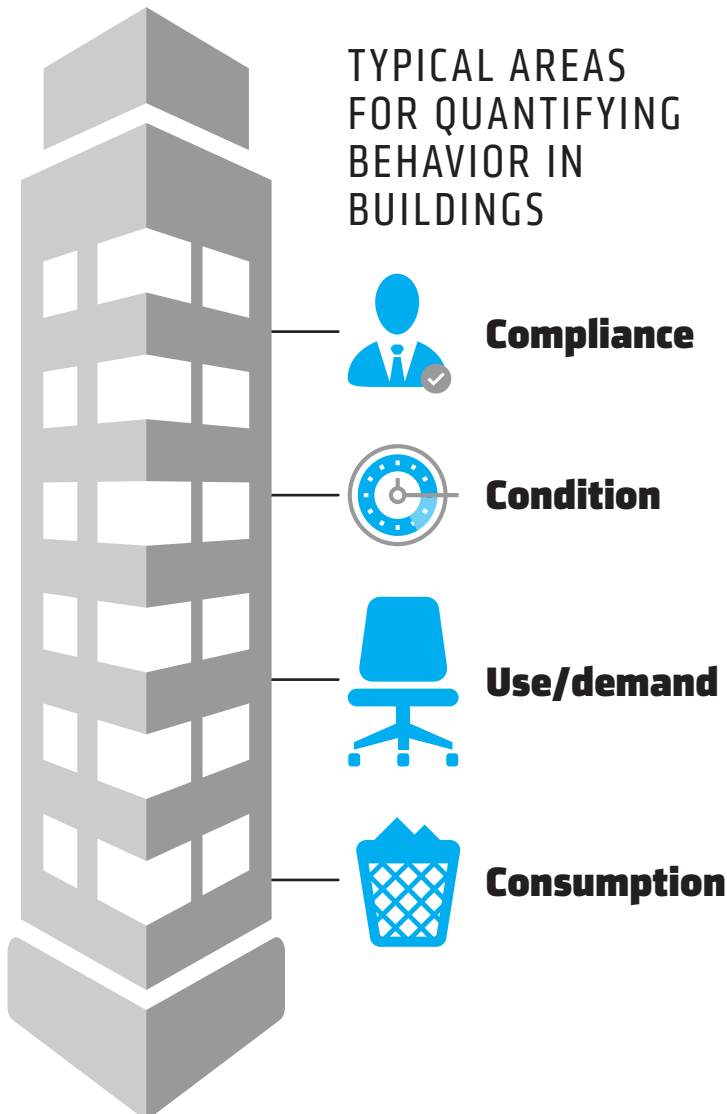 TYPICAL AREAS
FOR QUANTIFYING
BEHAVIOR IN
BUILDINGS
Compliance
Condition
Use/demand
Consumption